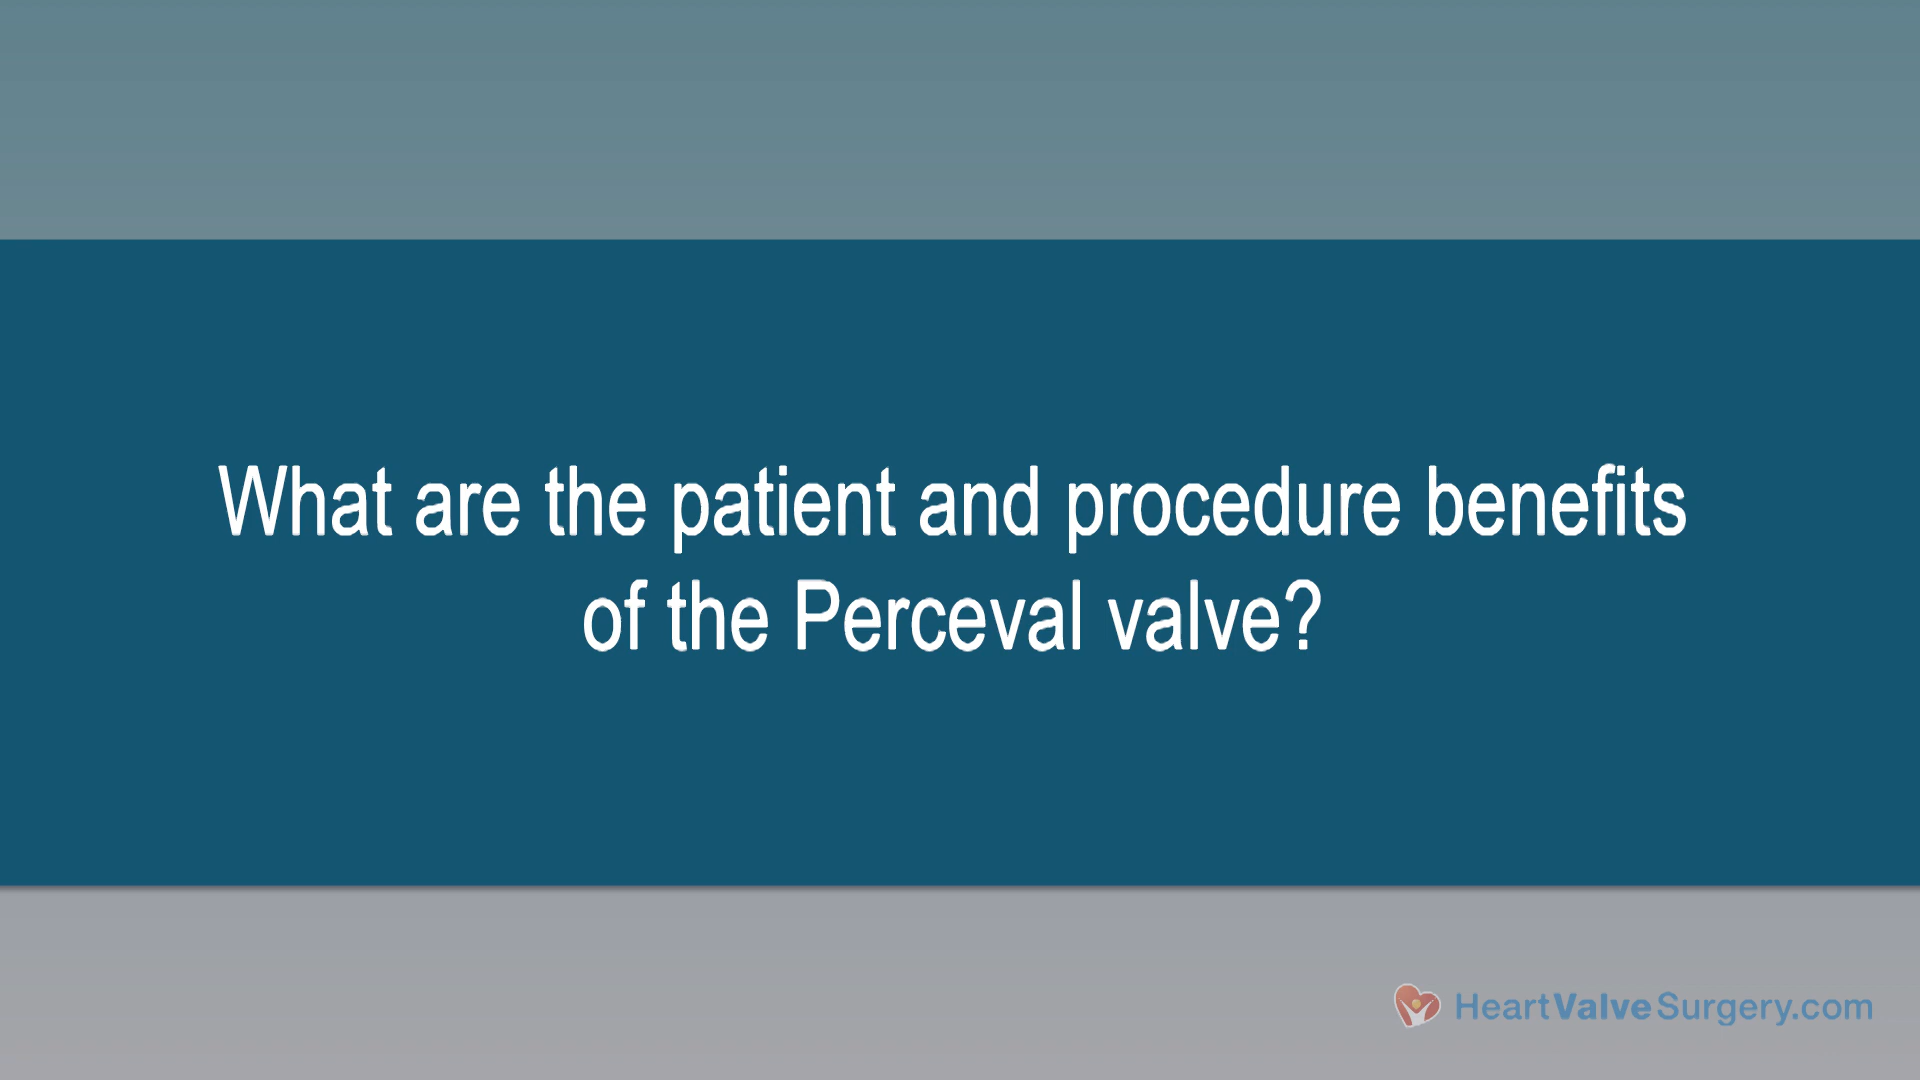 What are the patient and procedure benefits
of the Perceval valve?
HeartValveSurgery.com